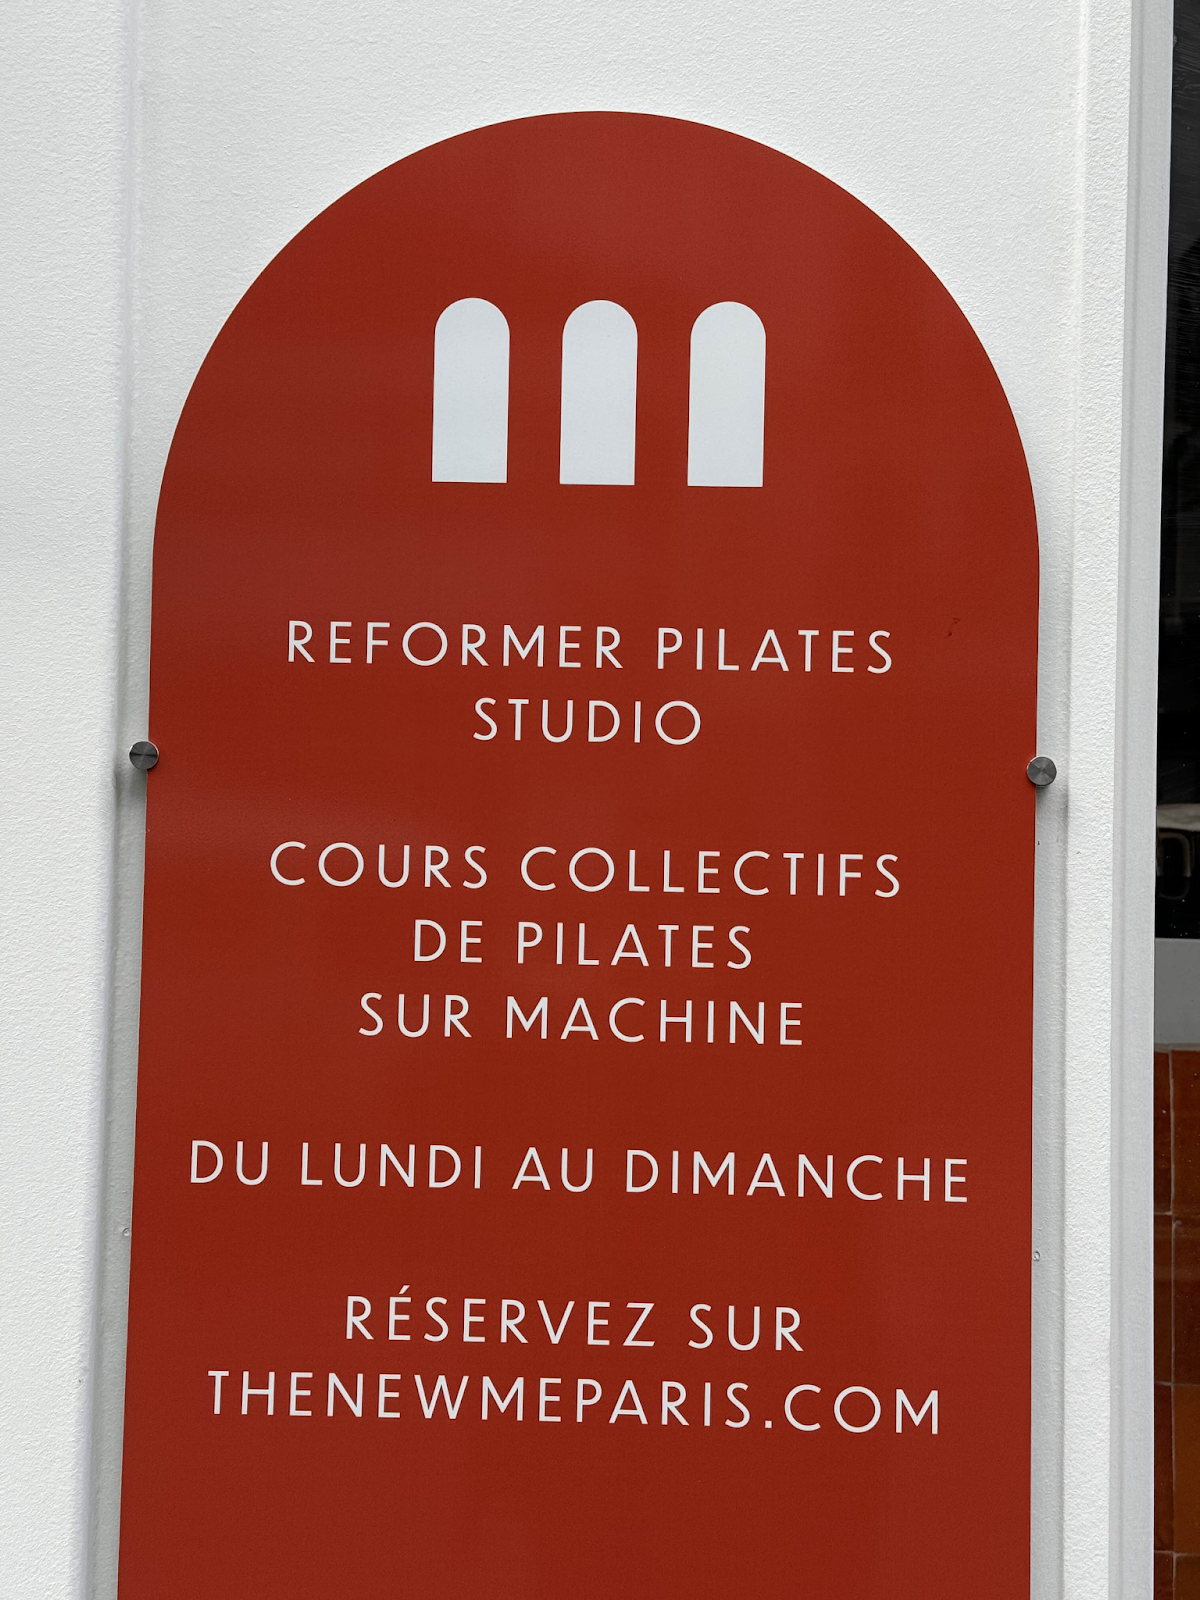 REFORMER PILATES
STUDIO
COURS COLLECTIFS
DE PILATES
SUR MACHINE
DU LUNDI AU DIMANCHE
RÉSERVEZ SUR
THENEWMEPARIS.COM